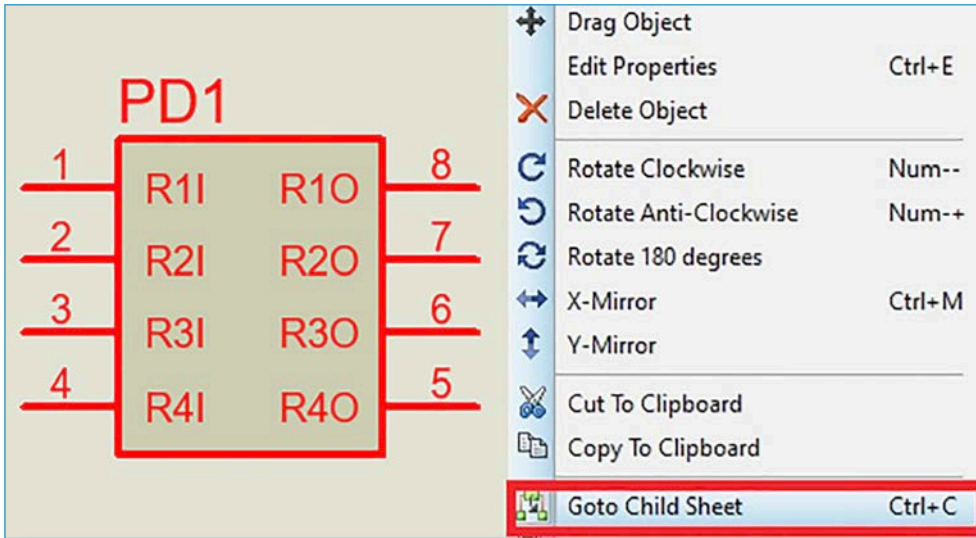 PD1
1 R1I R1O 8
2 R2I R2O 7
3 R3I R3O 6
4 R4I R4O 5
Drag Object
Edit Properties Ctrl+E
Delete Object
Rotate Clockwise Num--
Rotate Anti-Clockwise Num-+
Rotate 180 degrees
X-Mirror Ctrl+M
Y-Mirror
Cut To Clipboard
Copy To Clipboard
Goto Child Sheet Ctrl+C